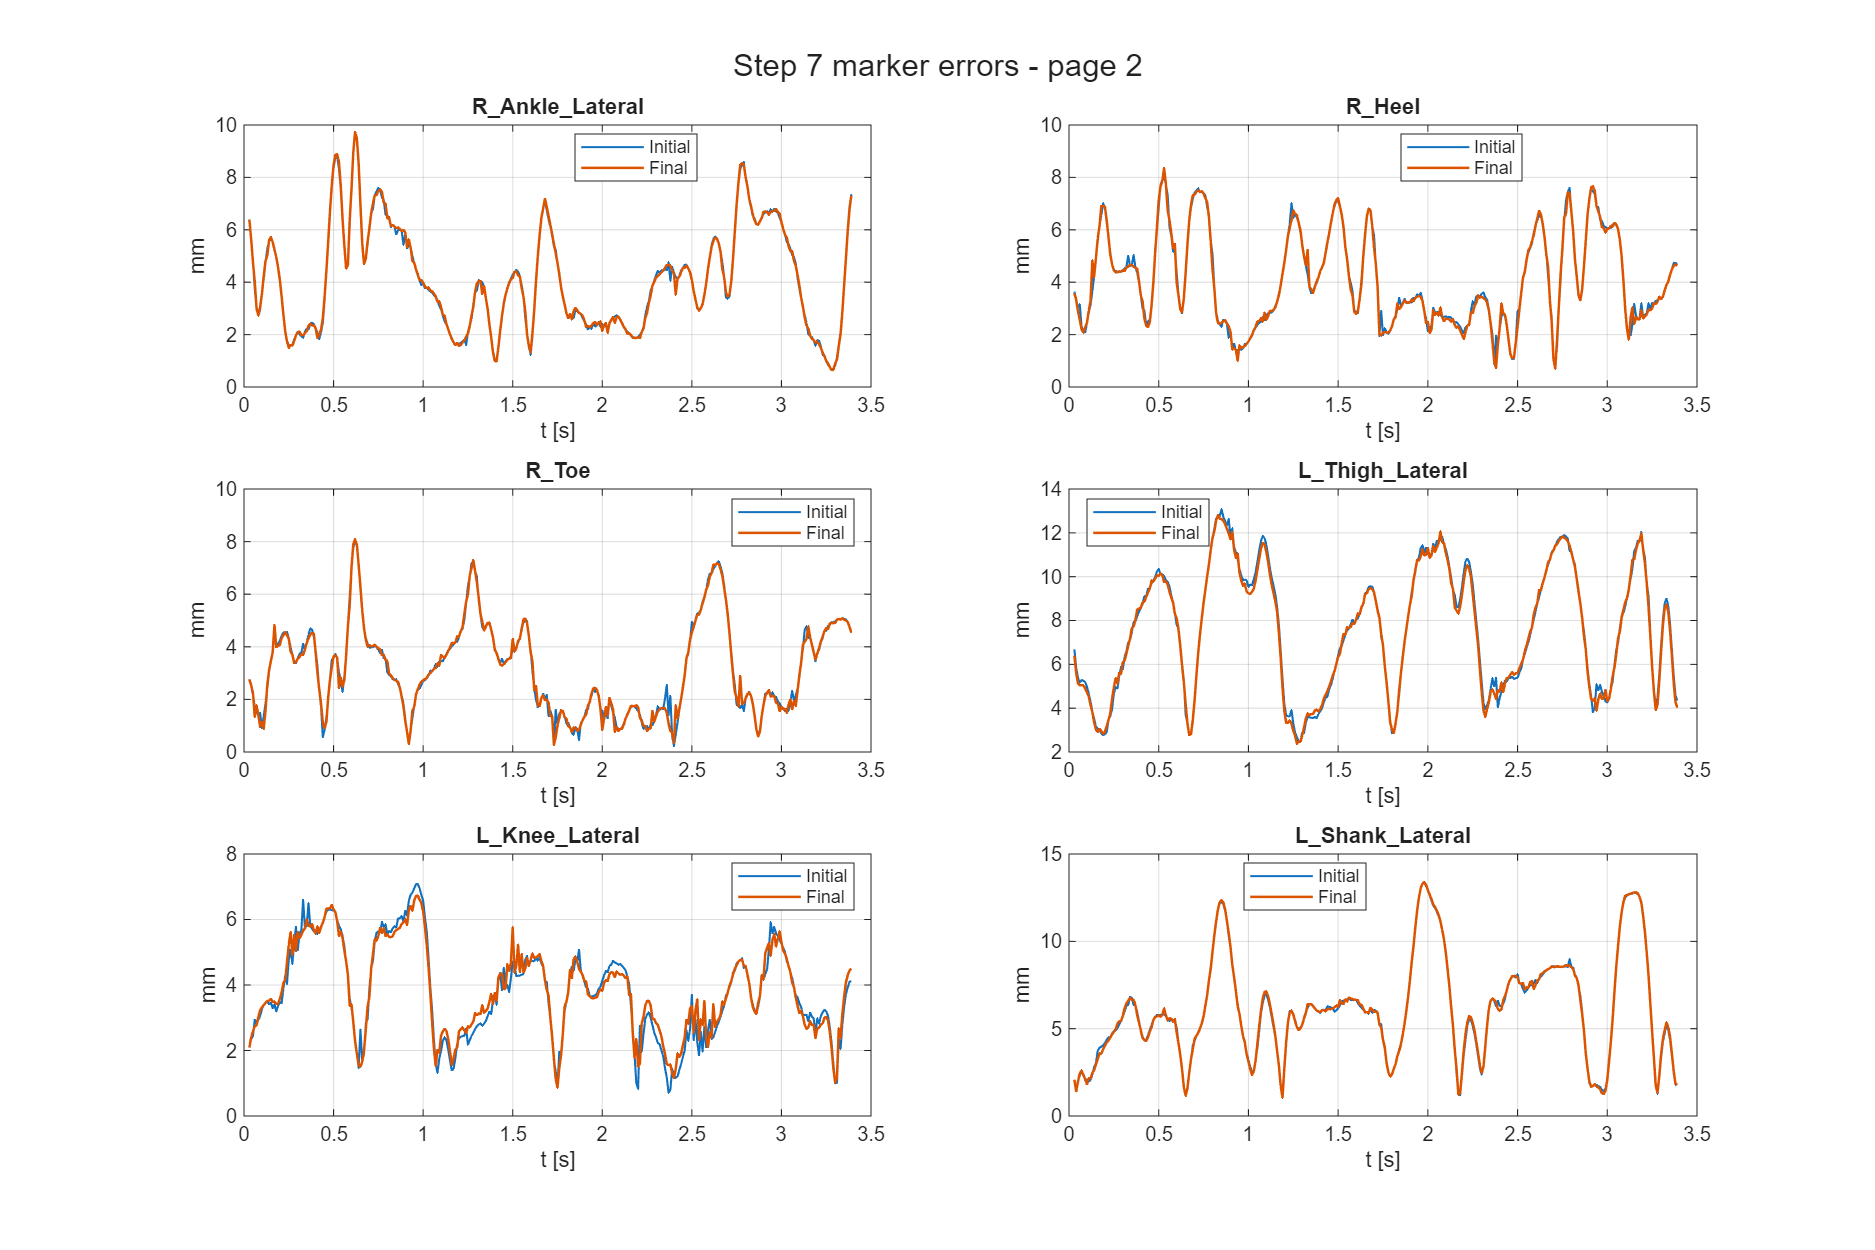 Step 7 marker errors - page 2
R_Ankle_Lateral
10
8
6
4
2
0
mm
0 0.5 1 1.5 2 2.5 3 3.5
t [s]
Initial
Final
R_Heel
10
8
6
4
2
0
mm
0 0.5 1 1.5 2 2.5 3 3.5
t [s]
Initial
Final
R_Toe
10
8
6
4
2
0
mm
0 0.5 1 1.5 2 2.5 3 3.5
t [s]
Initial
Final
L_Thigh_Lateral
14
12
10
8
6
4
2
mm
0 0.5 1 1.5 2 2.5 3 3.5
t [s]
Initial
Final
L_Knee_Lateral
8
6
4
2
0
mm
0 0.5 1 1.5 2 2.5 3 3.5
t [s]
Initial
Final
L_Shank_Lateral
15
10
5
0
mm
0 0.5 1 1.5 2 2.5 3 3.5
t [s]
Initial
Final